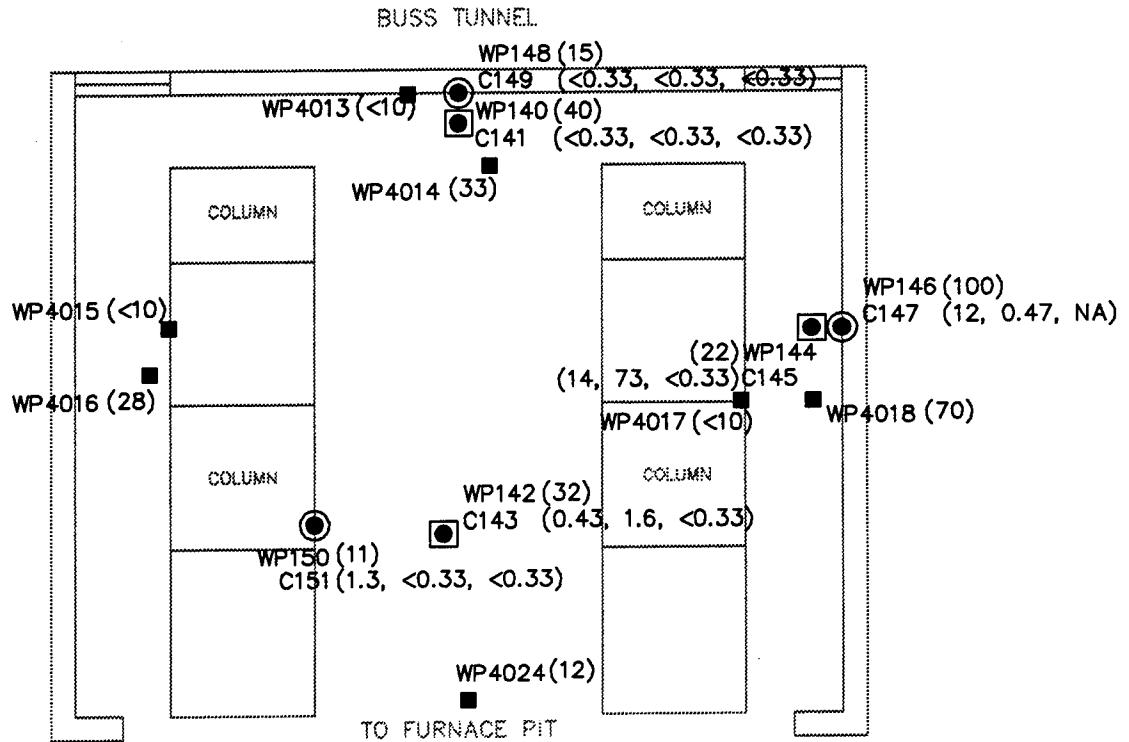 BUSS TUNNEL
WP148 (15)
C149 (<0.33, <0.33, <0.33)
WP4013 (<10)
WP140 (40)
C141 (<0.33, <0.33, <0.33)
WP4014 (33)
COLUMN
COLUMN
WP4015 (<10)
WP146 (100)
C147 (12, 0.47, NA)
(22) WP144
(14, 73, <0.33) C145
WP4016 (28)
WP4017 (<10)
WP4018 (70)
COLUMN
COLUMN
WP142 (32)
C143 (0.43, 1.6, <0.33)
WP150 (11)
C151 (1.3, <0.33, <0.33)
WP4024 (12)
TO FURNACE PIT